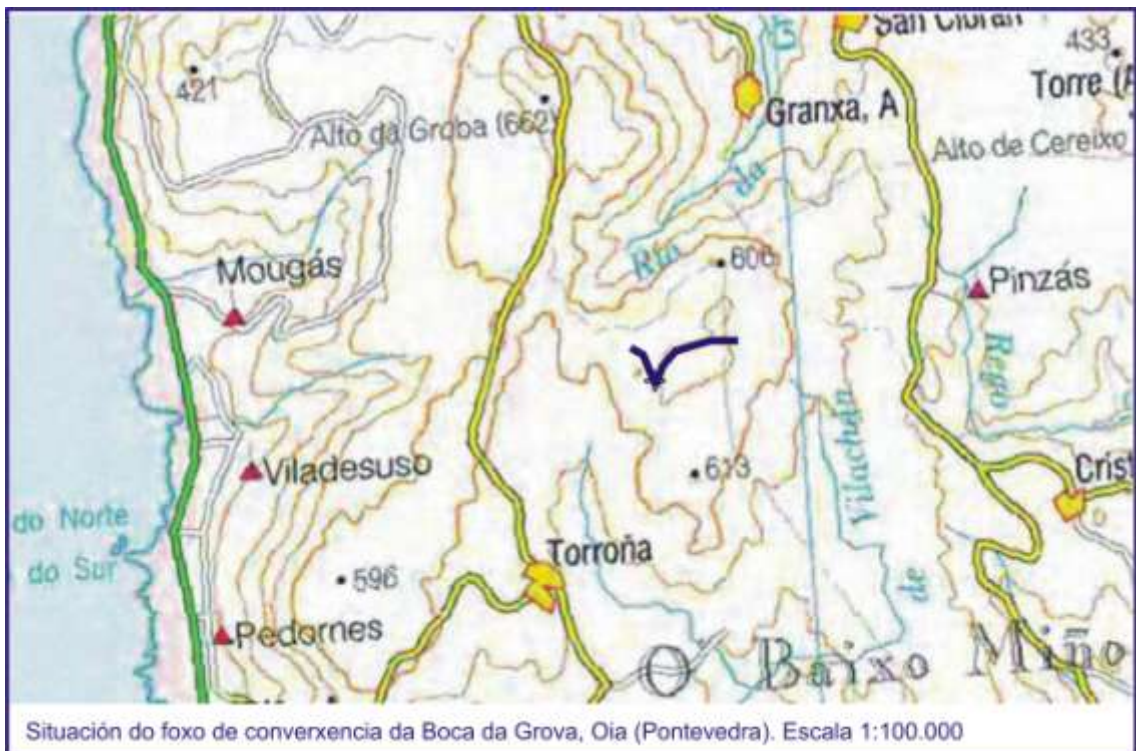 San Cibrán
433
421
Torre (A
Granxa, A
Alto da Groba (662)
Alto de Cereixo
Río da
Mougás
606
Pinzás
Rego
Viladesuso
613
Vilachán
Crist
do Norte
do Sur
Torroña
596
de
Pedornes
O Baixo Miño
Situación do foxo de converxencia da Boca da Grova, Oia (Pontevedra). Escala 1:100.000